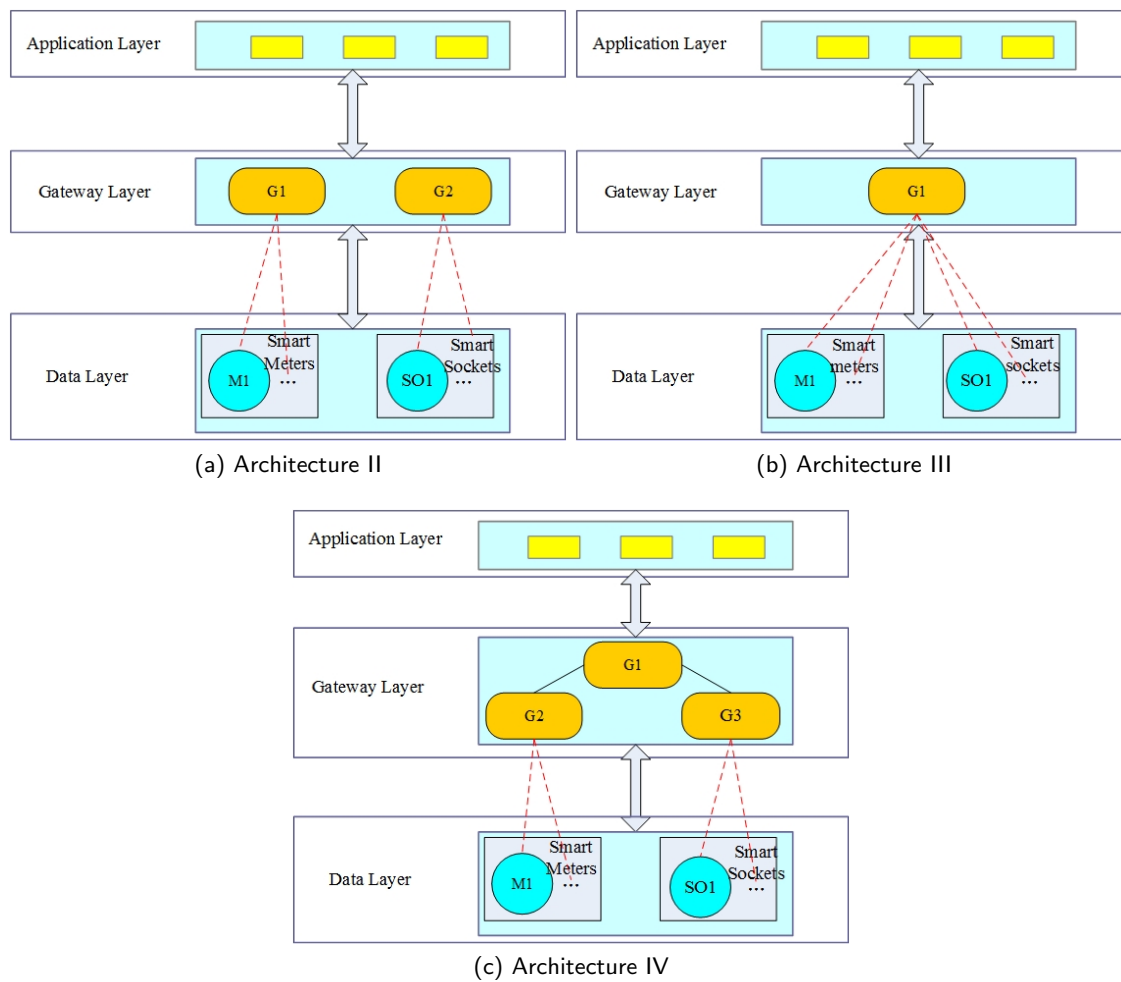 Application Layer
Gateway Layer
G1
G2
Data Layer
Smart
Meters
M1
...
Smart
Sockets
SO1
...
(a) Architecture II
Application Layer
Gateway Layer
G1
Data Layer
Smart
meters
M1
...
Smart
sockets
SO1
...
(b) Architecture III
Application Layer
Gateway Layer
G1
G2
G3
Data Layer
Smart
Meters
M1
...
Smart
Sockets
SO1
...
(c) Architecture IV